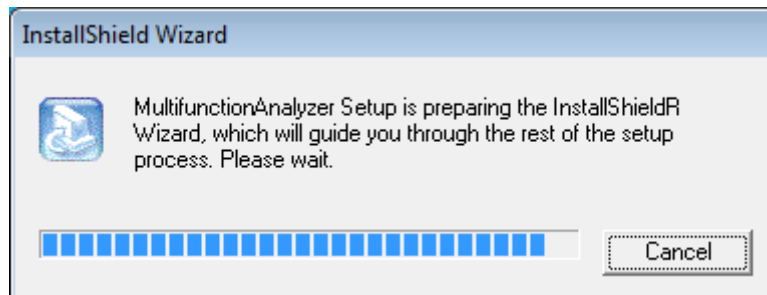 InstallShield Wizard
MultifunctionAnalyzer Setup is preparing the InstallShieldR
Wizard, which will guide you through the rest of the setup
process. Please wait.
Cancel